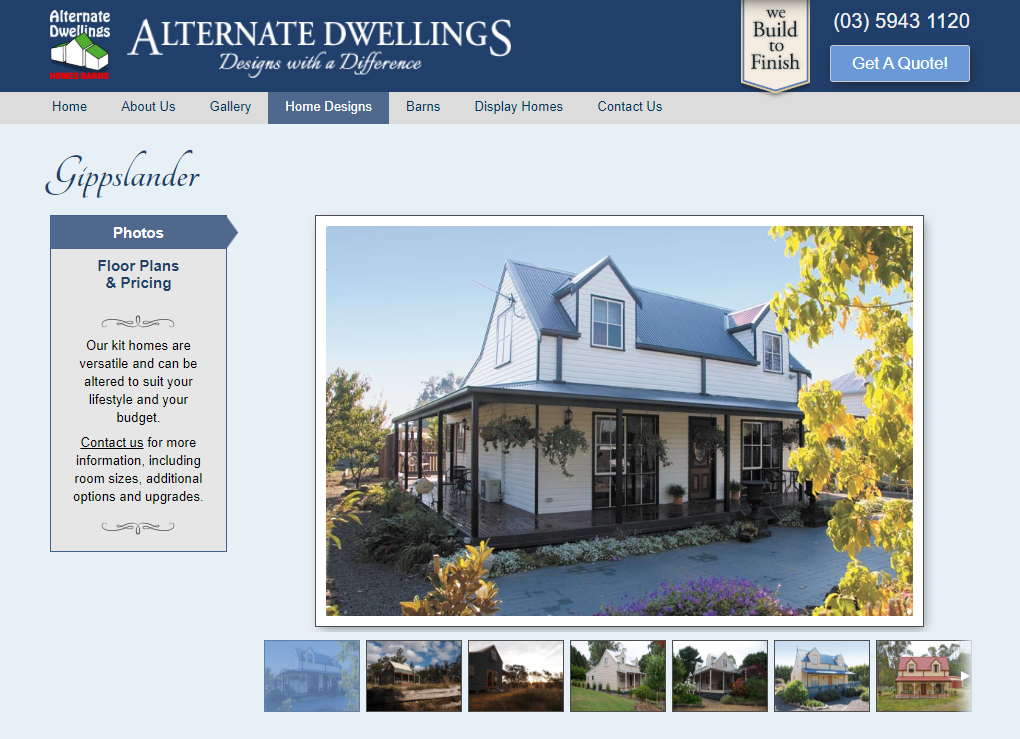 Alternate
Dwellings
HOMES BARNS
ALTERNATE DWELLINGS
Designs with a Difference
we
Build
to
Finish
(03) 5943 1120
Get A Quote!
Home
About Us
Gallery
Home Designs
Barns
Display Homes
Contact Us
Gippslander
Photos
Floor Plans
& Pricing
Our kit homes are
versatile and can be
altered to suit your
lifestyle and your
budget.
Contact us for more
information, including
room sizes, additional
options and upgrades.